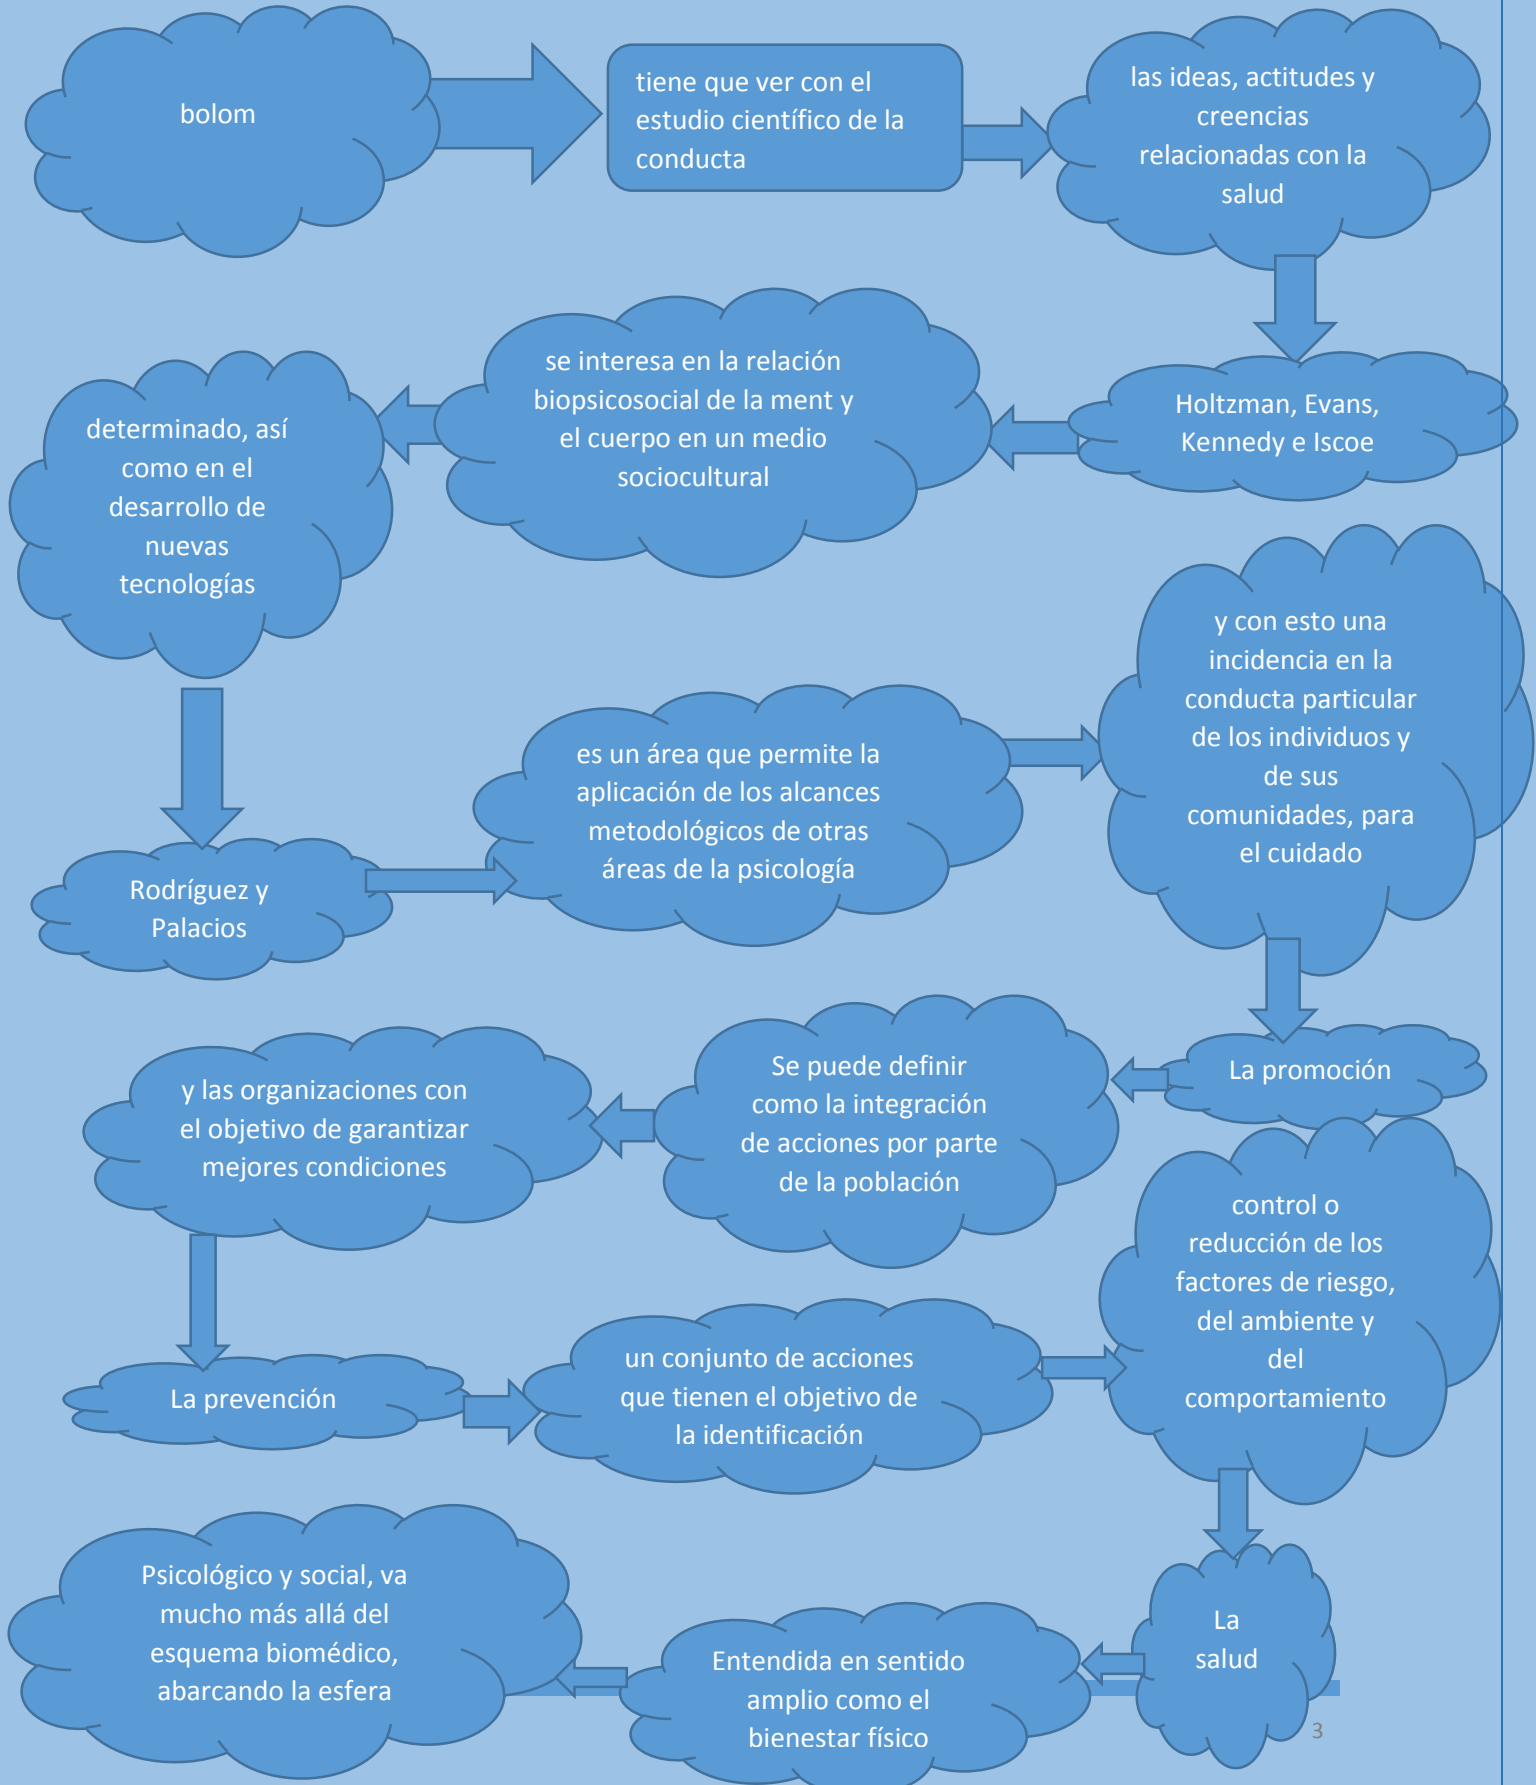 bolom
tiene que ver con el
estudio científico de la
conducta
las ideas, actitudes y
creencias
relacionadas con la
salud
Holtzman, Evans,
Kennedy e Iscoe
se interesa en la relación
biopsicosocial de la ment y
el cuerpo en un medio
sociocultural
determinado, así
como en el
desarrollo de
nuevas
tecnologías
Rodríguez y
Palacios
es un área que permite la
aplicación de los alcances
metodológicos de otras
áreas de la psicología
y con esto una
incidencia en la
conducta particular
de los individuos y
de sus
comunidades, para
el cuidado
La promoción
Se puede definir
como la integración
de acciones por parte
de la población
y las organizaciones con
el objetivo de garantizar
mejores condiciones
La prevención
un conjunto de acciones
que tienen el objetivo de
la identificación
control o
reducción de los
factores de riesgo,
del ambiente y
del
comportamiento
La
salud
Entendida en sentido
amplio como el
bienestar físico
Psicológico y social, va
mucho más allá del
esquema biomédico,
abarcando la esfera
3